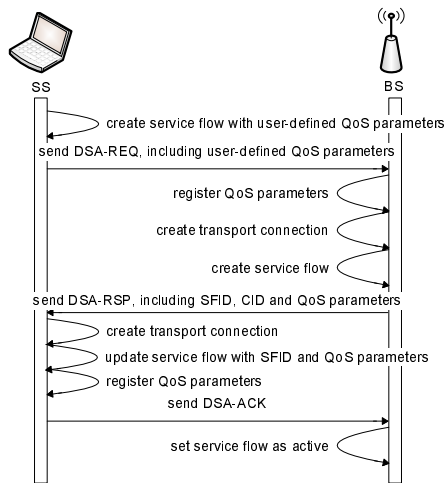 SS
BS
create service flow with user-defined QoS parameters
send DSA-REQ, including user-defined QoS parameters
register QoS parameters
create transport connection
create service flow
send DSA-RSP, including SFID, CID and QoS parameters
create transport connection
update service flow with SFID and QoS parameters
register QoS parameters
send DSA-ACK
set service flow as active